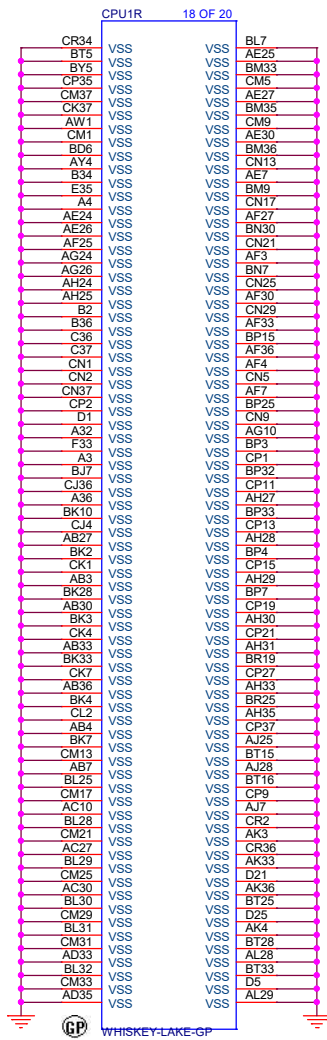 CPU1R 18 OF 20
CR34 VSS VSS BL7
BT5 VSS VSS AE25
BY5 VSS VSS BM33
CP35 VSS VSS CM5
CM37 VSS VSS AE27
CK37 VSS VSS BM35
AW1 VSS VSS CM9
CM1 VSS VSS AE30
BD6 VSS VSS BM36
AY4 VSS VSS CN13
B34 VSS VSS AE7
E35 VSS VSS BM9
A4 VSS VSS CN17
AE24 VSS VSS AF27
AE26 VSS VSS BN30
AF25 VSS VSS CN21
AG24 VSS VSS AF3
AG26 VSS VSS BN7
AH24 VSS VSS CN25
AH25 VSS VSS AF30
B2 VSS VSS CN29
B36 VSS VSS AF33
C36 VSS VSS BP15
C37 VSS VSS AF36
CN1 VSS VSS AF4
CN2 VSS VSS CN5
CN37 VSS VSS AF7
CP2 VSS VSS BP25
D1 VSS VSS CN9
A32 VSS VSS AG10
F33 VSS VSS BP3
A3 VSS VSS CP1
BJ7 VSS VSS BP32
CJ36 VSS VSS CP11
A36 VSS VSS AH27
BK10 VSS VSS BP33
CJ4 VSS VSS CP13
AB27 VSS VSS AH28
BK2 VSS VSS BP4
CK1 VSS VSS CP15
AB3 VSS VSS AH29
BK28 VSS VSS BP7
AB30 VSS VSS CP19
BK3 VSS VSS AH30
CK4 VSS VSS CP21
AB33 VSS VSS AH31
BK33 VSS VSS BR19
CK7 VSS VSS CP27
AB36 VSS VSS AH33
BK4 VSS VSS BR25
CL2 VSS VSS AH35
AB4 VSS VSS CP37
BK7 VSS VSS AJ25
CM13 VSS VSS BT15
AB7 VSS VSS AJ28
BL25 VSS VSS BT16
CM17 VSS VSS CP9
AC10 VSS VSS AJ7
BL28 VSS VSS CR2
CM21 VSS VSS AK3
AC27 VSS VSS CR36
BL29 VSS VSS AK33
CM25 VSS VSS D21
AC30 VSS VSS AK36
BL30 VSS VSS BT25
CM29 VSS VSS D25
BL31 VSS VSS AK4
CM31 VSS VSS BT28
AD33 VSS VSS AL28
BL32 VSS VSS BT33
CM33 VSS VSS D5
AD35 VSS VSS AL29
GP WHISKEY-LAKE-GP